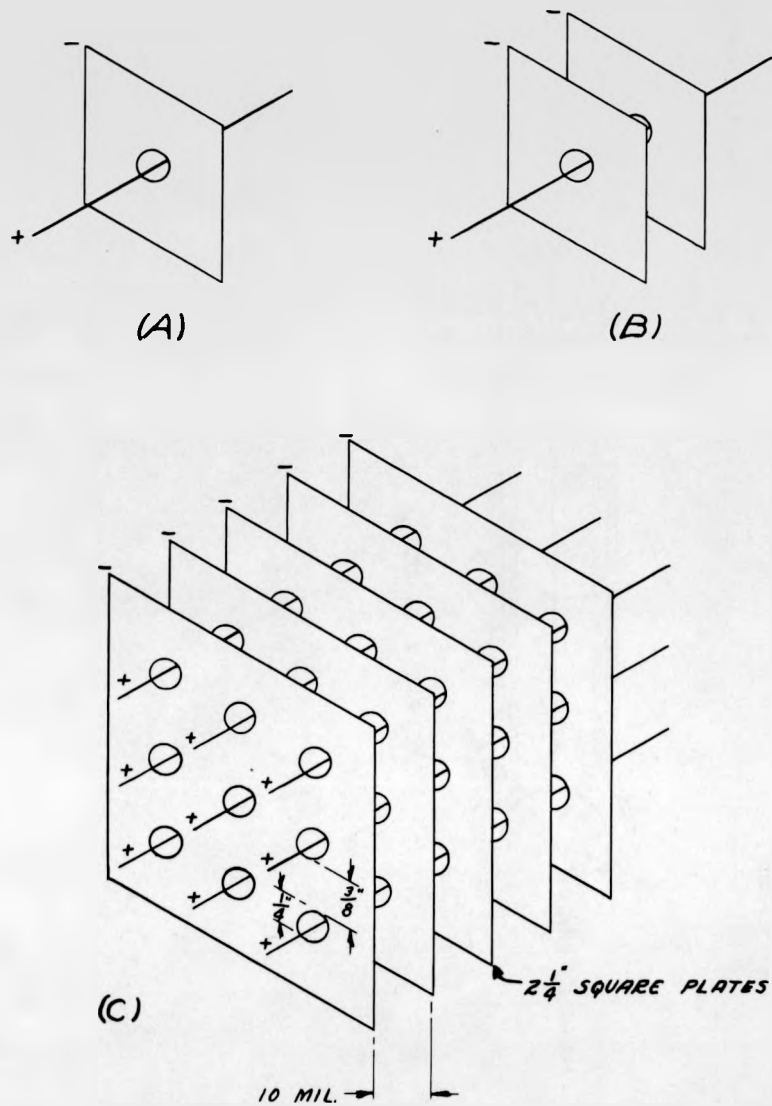 - - -
+ +
(A) (B)
-
-
-
-
-
+
+
+ +
+
+ +
+
+ 1/4" 3/8"
+
2 1/4" SQUARE PLATES
(C)
10 MIL.